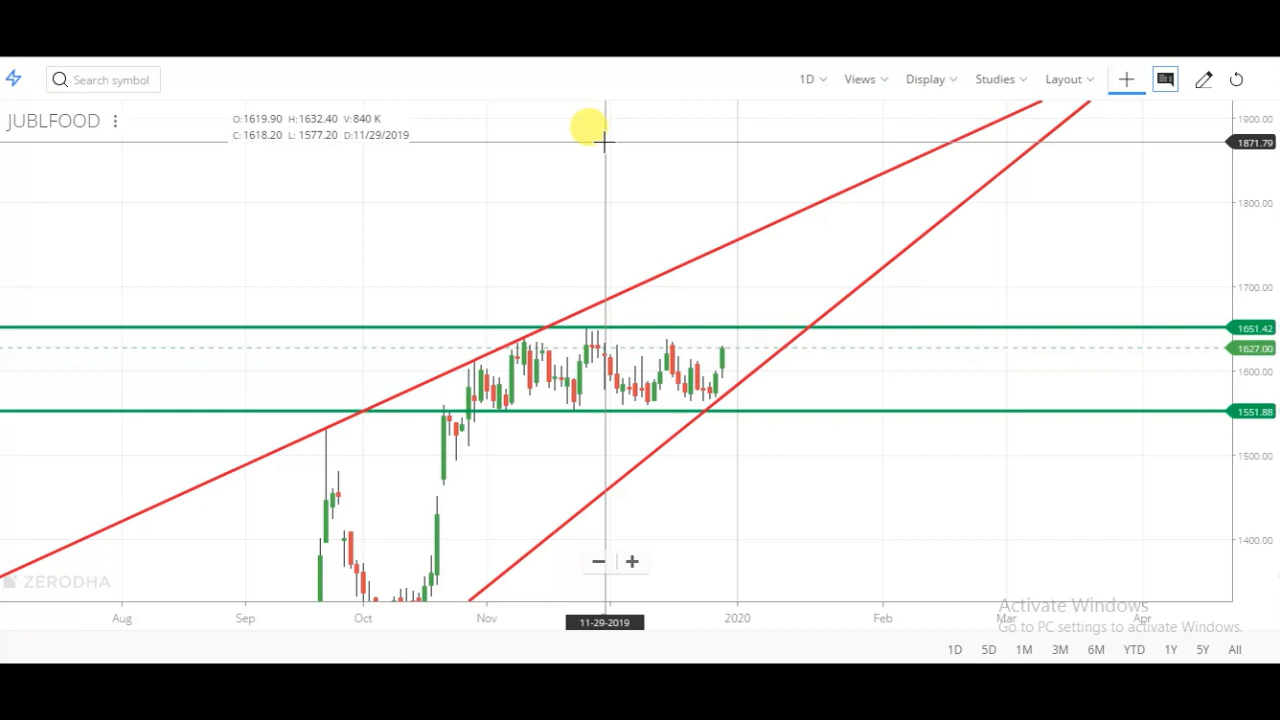 Search symbol
1D Views Display Studies Layout
JUBLFOOD
O:1619.90 H:1632.40 V:840 K
C:1618.20 L: 1577.20 D:11/29/2019
1900.00
1871.79
1800.00
1700.00
1651.42
1627.00
1600.00
1551.88
1500.00
1400.00
ZERODHA
Aug Sep Oct Nov 2020 Feb Mar Apr
11-29-2019
Activate Windows
Go to PC settings to activate Windows.
1D 5D 1M 3M 6M YTD 1Y 5Y All